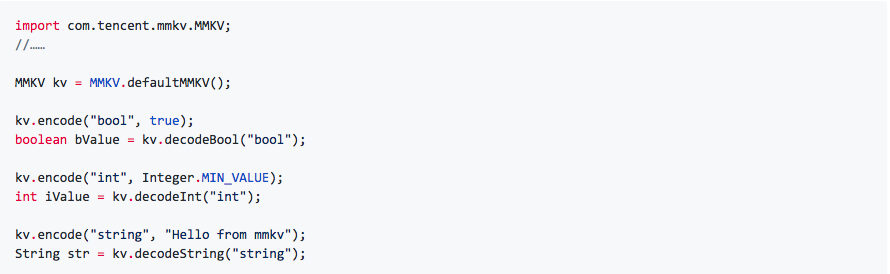 import com.tencent.mmkv.MMKV;
//……
MMKV kv = MMKV.defaultMMKV();
kv.encode("bool", true);
boolean bValue = kv.decodeBool("bool");
kv.encode("int", Integer.MIN_VALUE);
int iValue = kv.decodeInt("int");
kv.encode("string", "Hello from mmkv");
String str = kv.decodeString("string");